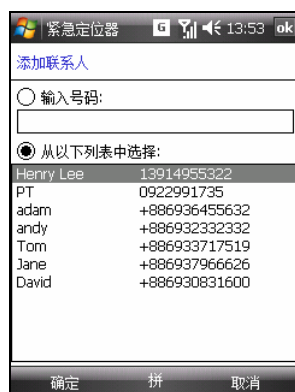 紧急定位器 G 13:53 ok
添加联系人
输入号码:
从以下列表中选择:
Henry Lee 13914955322
PT 0922991735
adam +886936455632
andy +886932332332
Tom +886933717519
Jane +886937966626
David +886930831600
确定 拼 取消